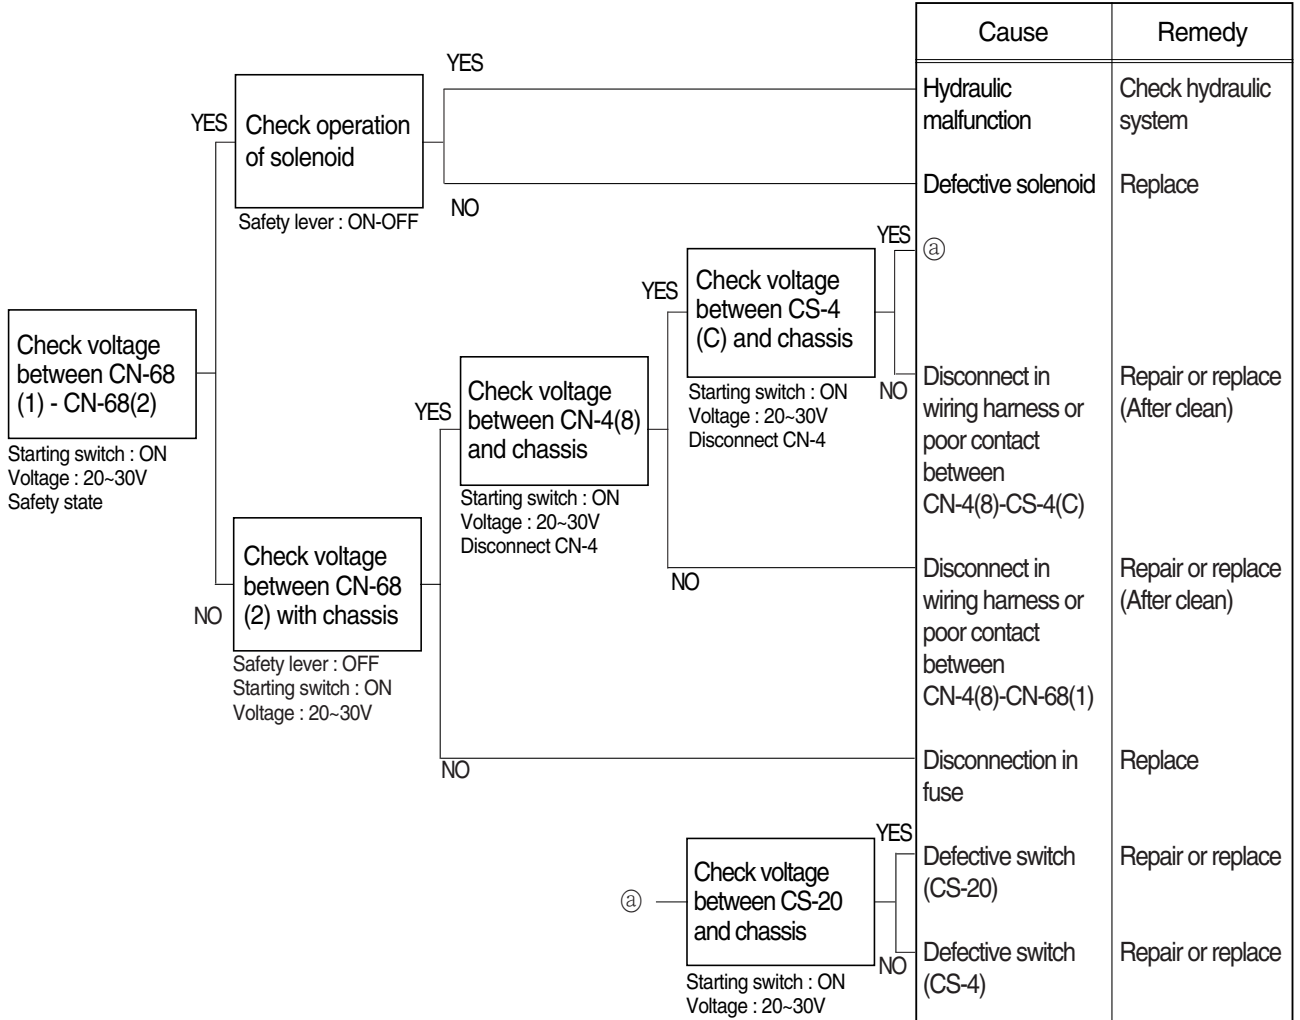 Cause
Remedy
YES
Hydraulic
malfunction
Check hydraulic
system
YES
Check operation
of solenoid
Safety lever : ON-OFF
NO
Defective solenoid
Replace
YES
ⓐ
YES
Check voltage
between CS-4
(C) and chassis
Starting switch : ON
Voltage : 20~30V
Disconnect CN-4
NO
Disconnect in
wiring harness or
poor contact
between
CN-4(8)-CS-4(C)
Repair or replace
(After clean)
Check voltage
between CN-68
(1) - CN-68(2)
Starting switch : ON
Voltage : 20~30V
Safety state
YES
Check voltage
between CN-4(8)
and chassis
Starting switch : ON
Voltage : 20~30V
Disconnect CN-4
NO
Disconnect in
wiring harness or
poor contact
between
CN-4(8)-CN-68(1)
Repair or replace
(After clean)
NO
Check voltage
between CN-68
(2) with chassis
Safety lever : OFF
Starting switch : ON
Voltage : 20~30V
NO
Disconnection in
fuse
Replace
ⓐ
Check voltage
between CS-20
and chassis
Starting switch : ON
Voltage : 20~30V
YES
Defective switch
(CS-20)
Repair or replace
NO
Defective switch
(CS-4)
Repair or replace